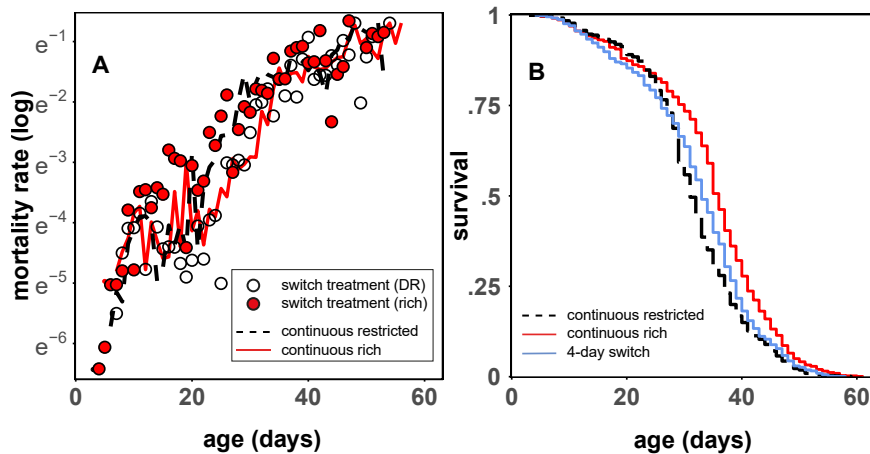 A
mortality rate (log)
e-1
e-2
e-3
e-4
e-5
e-6
switch treatment (DR)
switch treatment (rich)
continuous restricted
continuous rich
0 20 40 60
age (days)
B
survival
1
.75
.5
.25
0
continuous restricted
continuous rich
4-day switch
0 20 40 60
age (days)